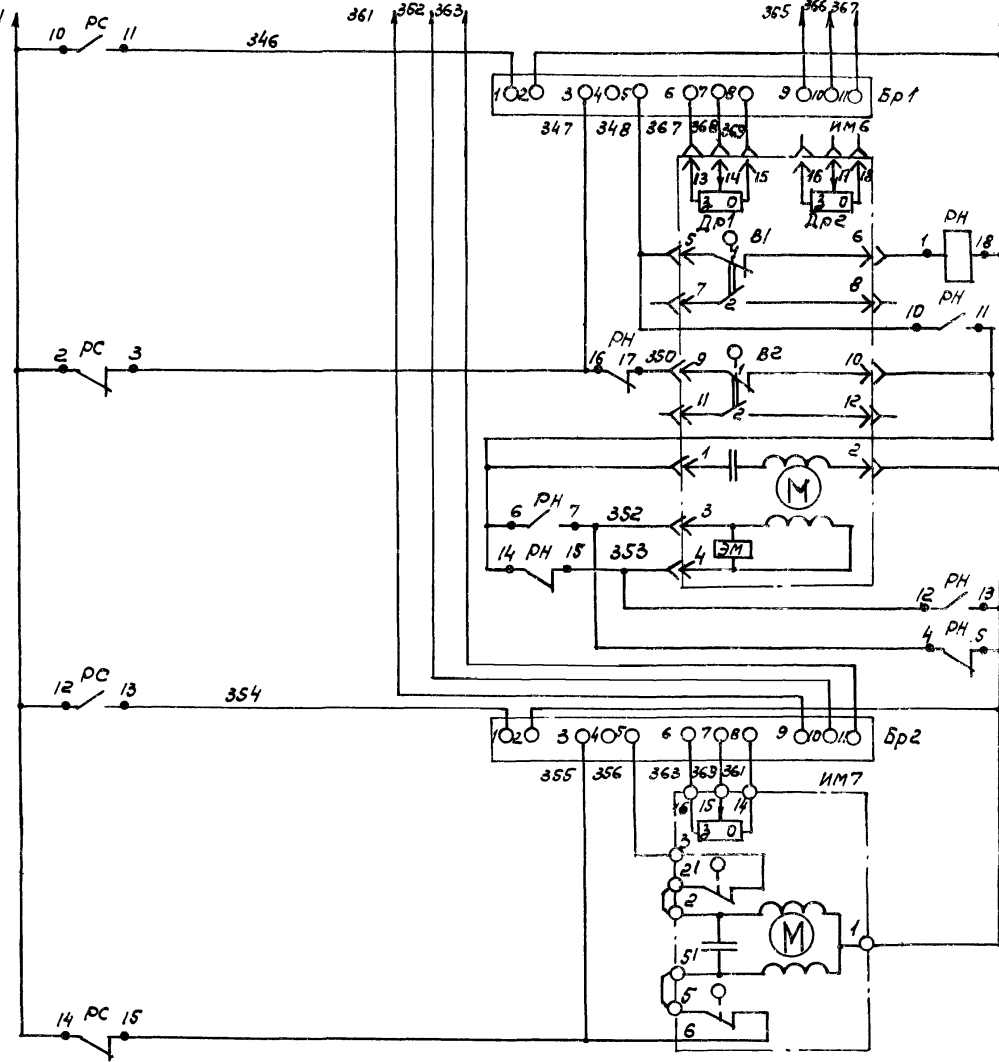 361 362 363 365 366 367
10 РС 11 346
1 2 3 4 5 6 7 8 9 10 11 Бр1
347 348 367 368 369 ИМ6
13 14 15 16 17 18
З О З О
Др1 Др2
5 1 В1 6 1 РН 18
7 2 8
10 РН 11
2 РС 3 16 РН 17 350 9 1 В2 10
11 2 12
1 2
М
6 РН 7 352 3
ЭМ
14 РН 15 353 4
12 РН 13
4 РН 5
12 РС 13 354
1 2 3 4 5 6 7 8 9 10 11 Бр2
355 356 363 369 361 ИМ7
16 15 14
З О
3
21
2
М 1
51
5
6
14 РС 15